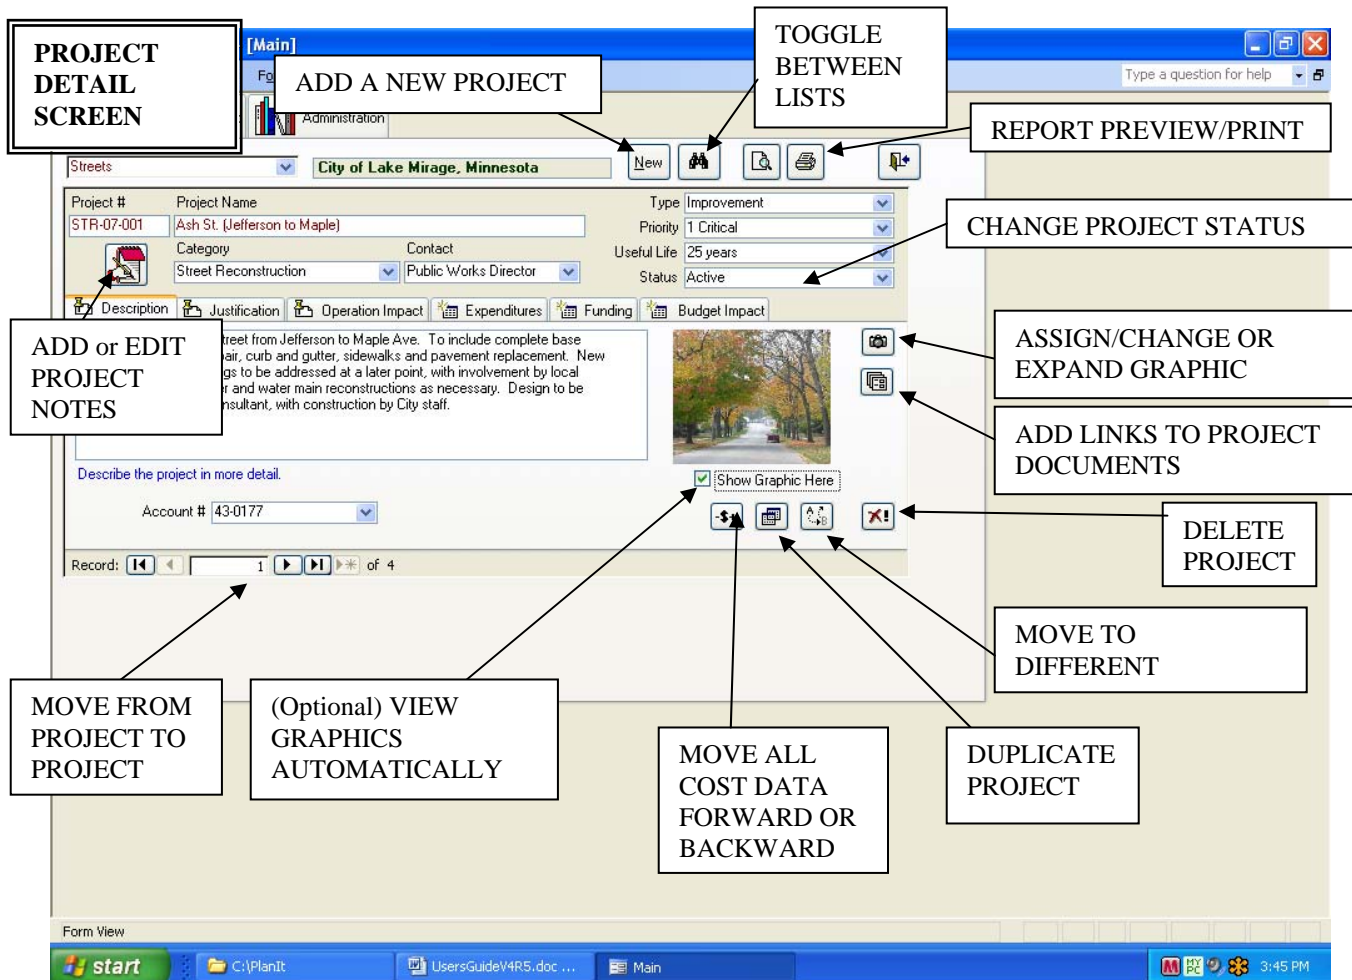 PROJECT
DETAIL
SCREEN
[Main]
Fo
ADD A NEW PROJECT
TOGGLE
BETWEEN
LISTS
Type a question for help
Administration
REPORT PREVIEW/PRINT
Streets
City of Lake Mirage, Minnesota
New
Project #
Project Name
Type
Improvement
STR-07-001
Ash St. (Jefferson to Maple)
Priority
1 Critical
CHANGE PROJECT STATUS
Category
Contact
Useful Life
25 years
Street Reconstruction
Public Works Director
Status
Active
Description
Justification
Operation Impact
Expenditures
Funding
Budget Impact
ADD or EDIT
PROJECT
NOTES
treet from Jefferson to Maple Ave. To include complete base
air, curb and gutter, sidewalks and pavement replacement. New
gs to be addressed at a later point, with involvement by local
er and water main reconstructions as necessary. Design to be
nsultant, with construction by City staff.
ASSIGN/CHANGE OR
EXPAND GRAPHIC
ADD LINKS TO PROJECT
DOCUMENTS
Describe the project in more detail.
Show Graphic Here
Account #
43-0177
-$+
A
B
X!
DELETE
PROJECT
Record:
1
of 4
MOVE TO
DIFFERENT
MOVE FROM
PROJECT TO
PROJECT
(Optional) VIEW
GRAPHICS
AUTOMATICALLY
MOVE ALL
COST DATA
FORWARD OR
BACKWARD
DUPLICATE
PROJECT
Form View
start
C:\PlanIt
UsersGuideV4R5.doc ...
Main
M
MY
PC
3:45 PM